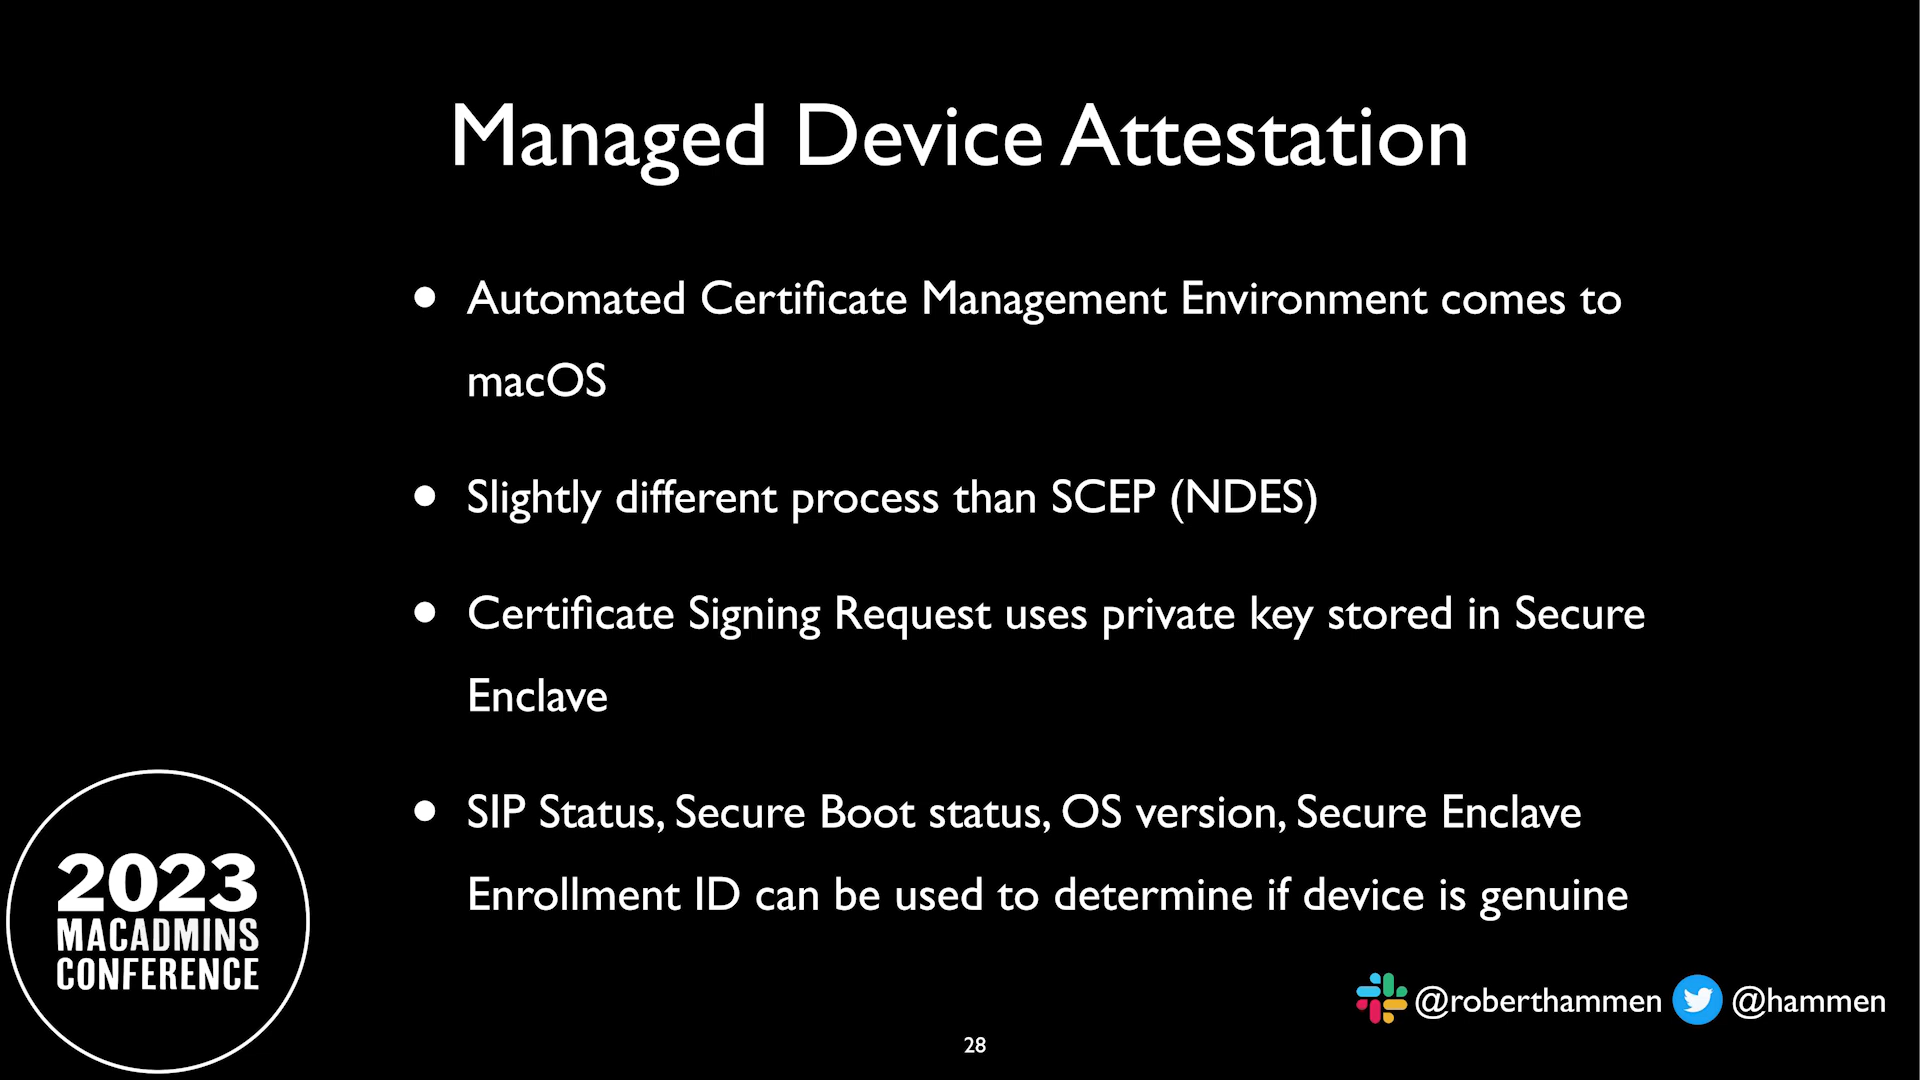 Managed Device Attestation
• Automated Certificate Management Environment comes to
macOS
• Slightly different process than SCEP (NDES)
• Certificate Signing Request uses private key stored in Secure
Enclave
• SIP Status, Secure Boot status, OS version, Secure Enclave
Enrollment ID can be used to determine if device is genuine
2023
MACADMINS
CONFERENCE
@roberthammen @hammen
28